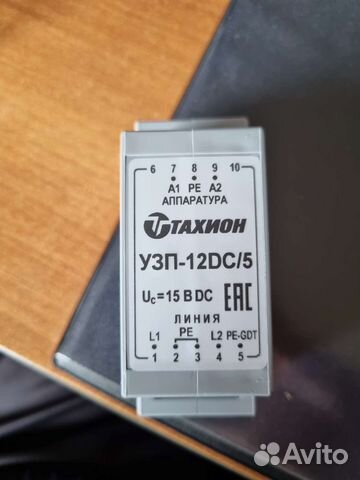 6 7 8 9 10
A1 PE A2
АППАРАТУРА
ТАХИОН
УЗП-12DC/5
Uc=15 В DC EAC
ЛИНИЯ
L1 PE L2 PE-GDT
1 2 3 4 5
Avito